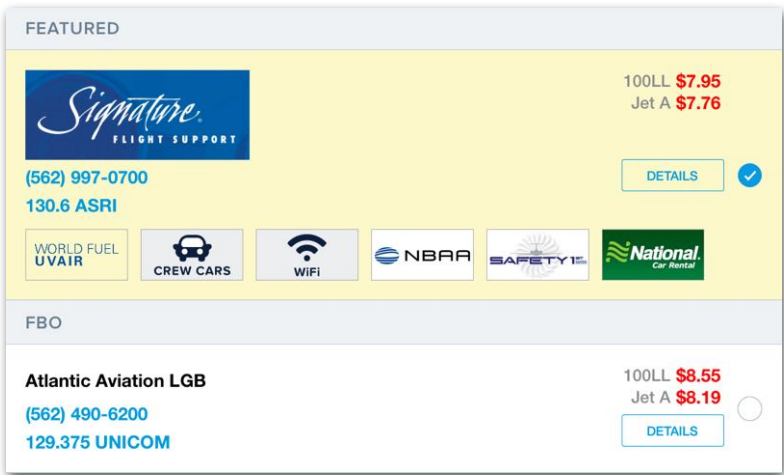 FEATURED
Signature.
FLIGHT SUPPORT
100LL $7.95
Jet A $7.76
(562) 997-0700
130.6 ASRI
DETAILS
WORLD FUEL
UVAIR
CREW CARS
WiFi
NBAA
SAFETY 1
National.
Car Rental
FBO
Atlantic Aviation LGB
(562) 490-6200
129.375 UNICOM
100LL $8.55
Jet A $8.19
DETAILS